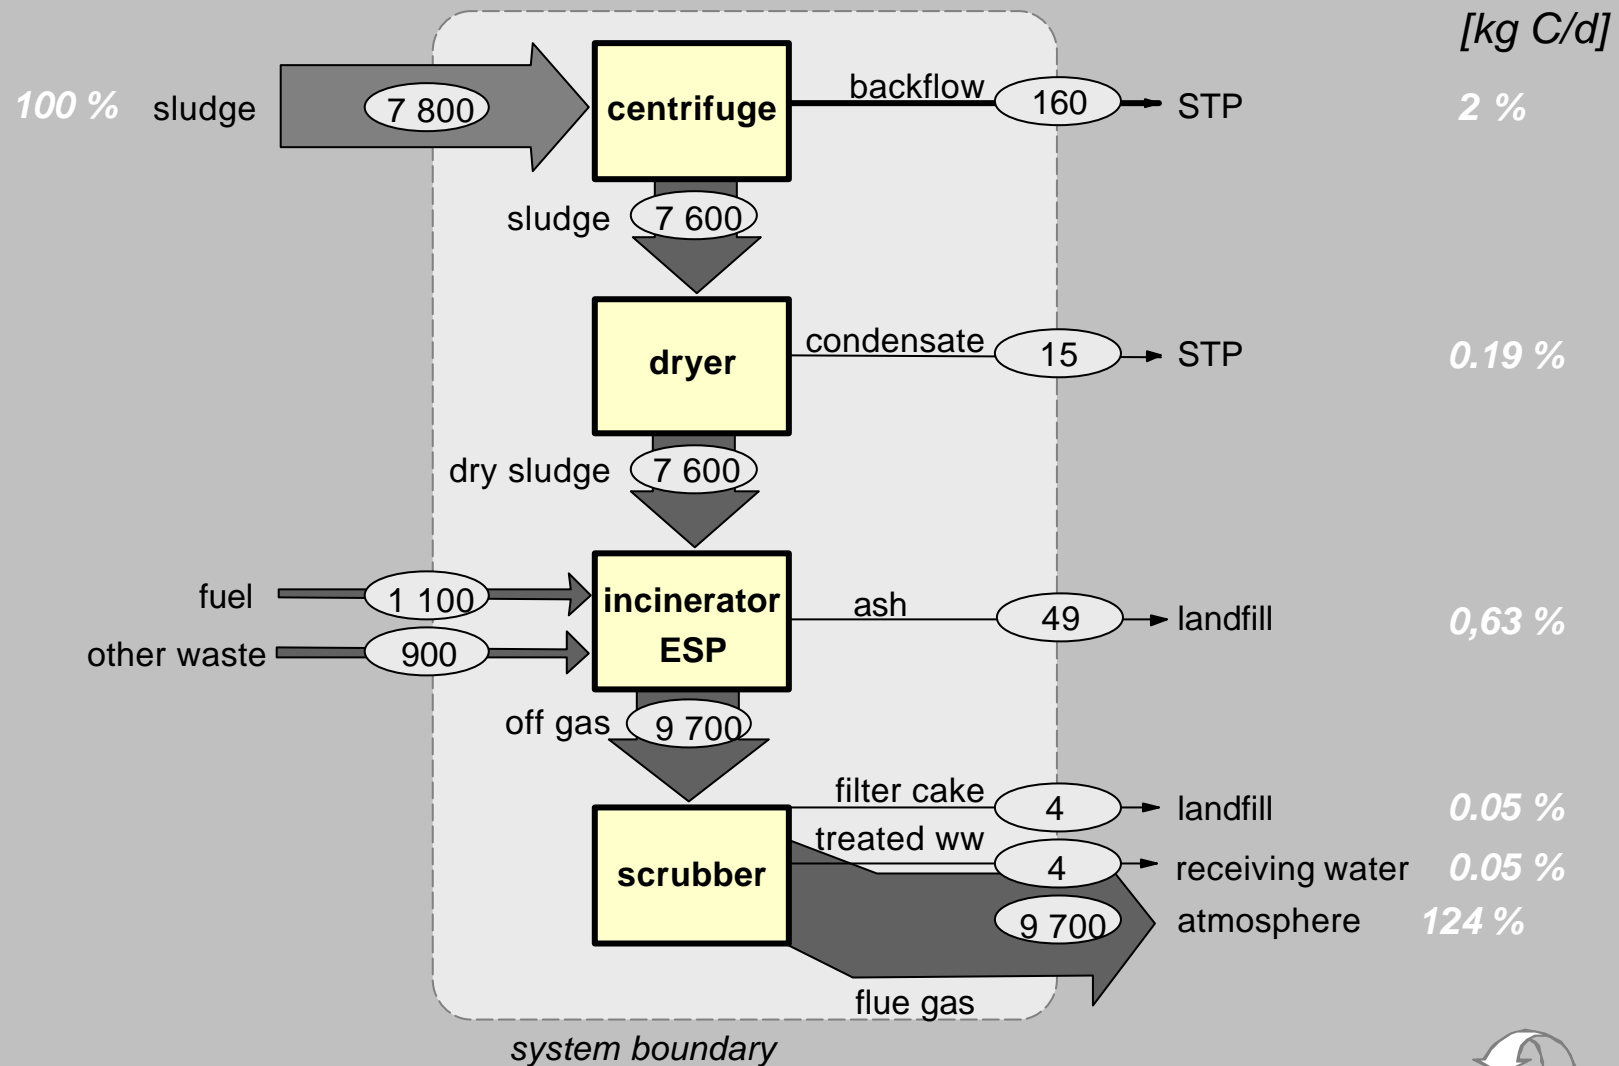 [kg C/d]
100 % sludge 7 800 centrifuge backflow 160 STP 2 %
sludge 7 600
dryer condensate 15 STP 0.19 %
dry sludge 7 600
fuel 1 100 incinerator ash 49 landfill 0,63 %
other waste 900 ESP
off gas 9 700
filter cake 4 landfill 0.05 %
treated ww 4 receiving water 0.05 %
scrubber
9 700 atmosphere 124 %
flue gas
system boundary